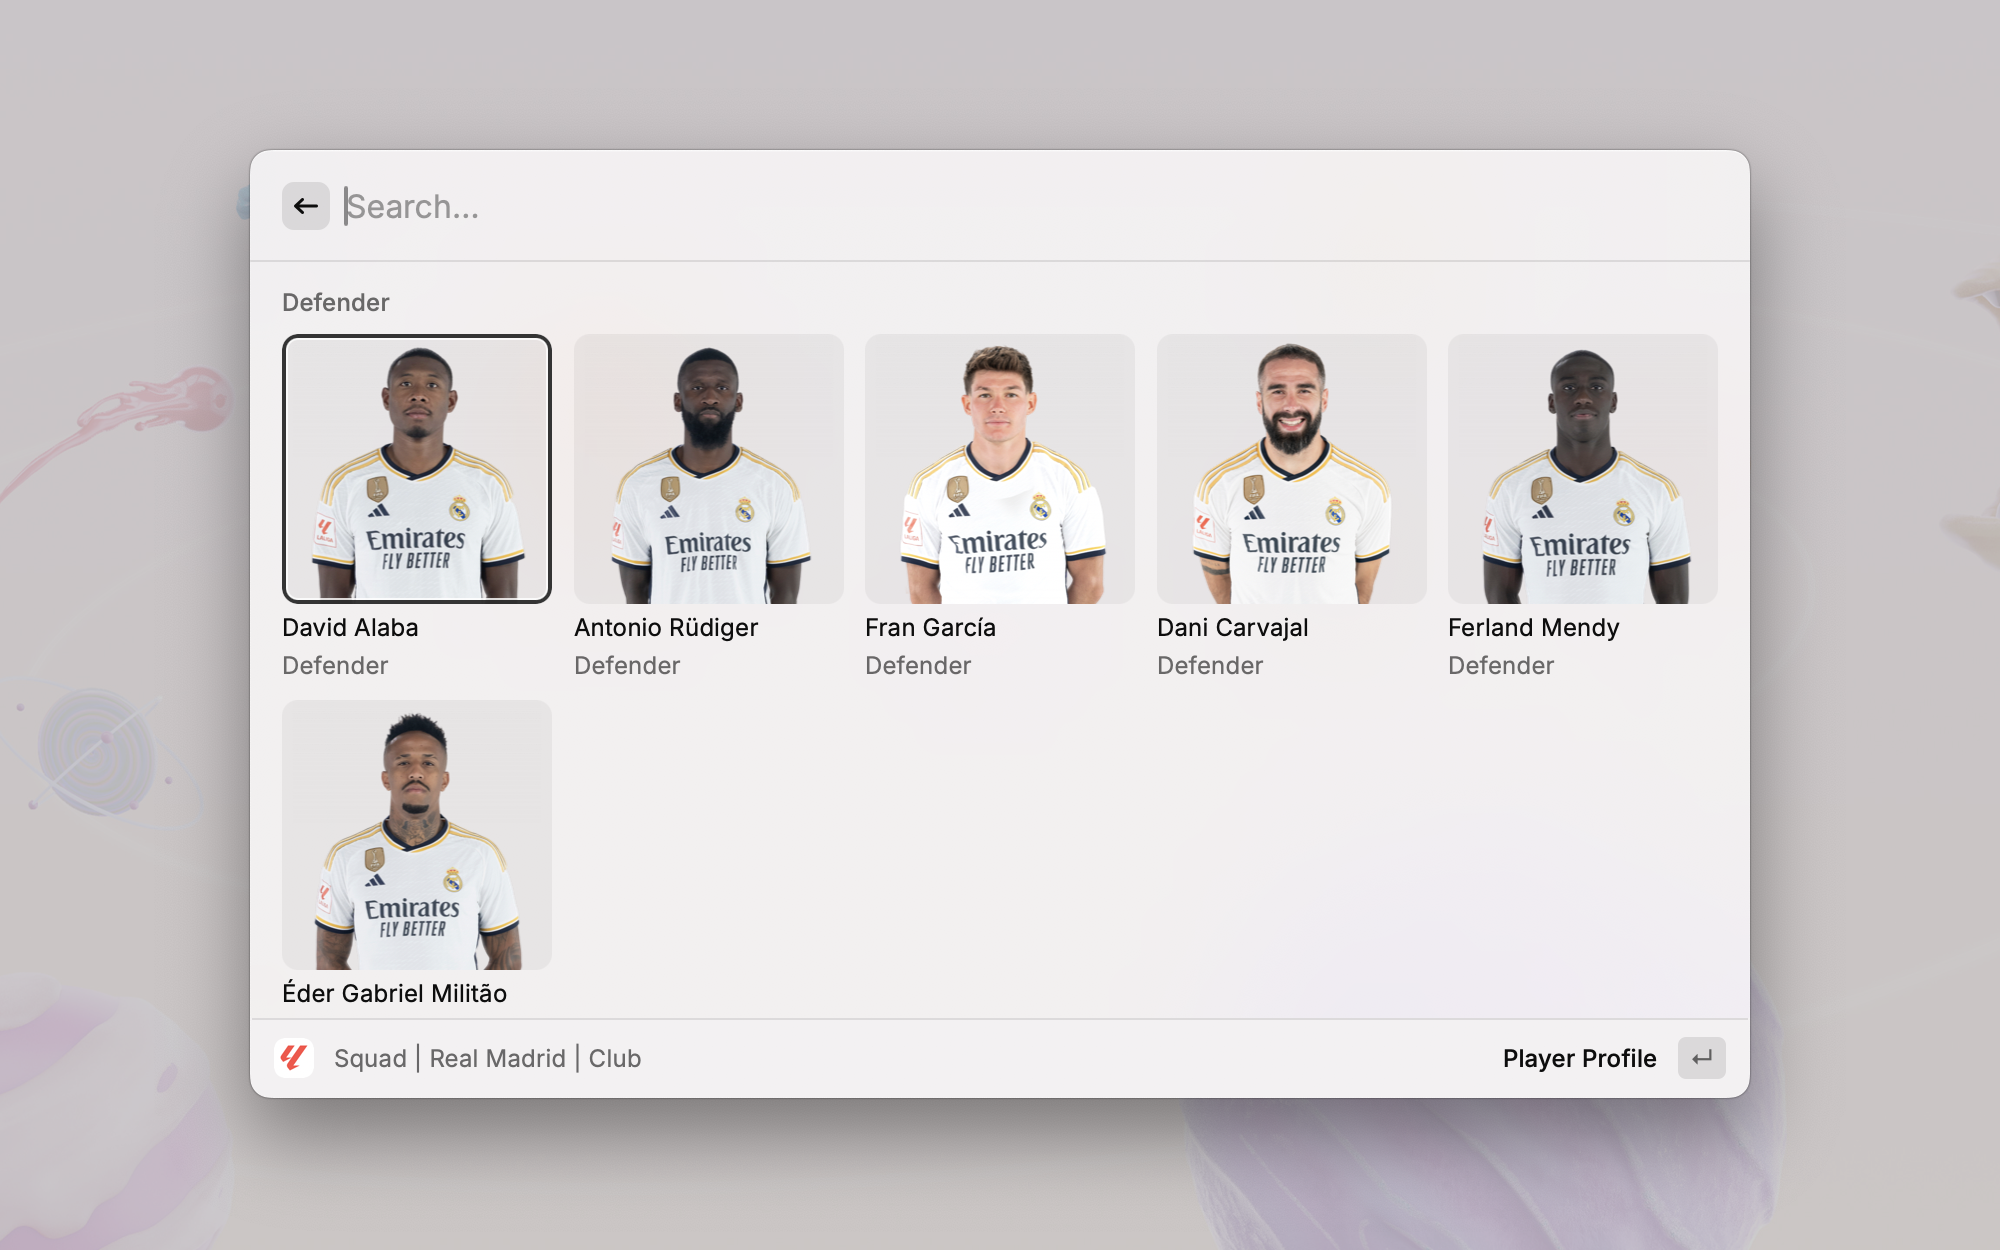 Search...
Defender
Emirates
FLY BETTER
Emirates
FLY BETTER
Emirates
FLY BETTER
Emirates
FLY BETTER
Emirates
FLY BETTER
David Alaba
Antonio Rüdiger
Fran García
Dani Carvajal
Ferland Mendy
Defender
Defender
Defender
Defender
Defender
Emirates
FLY BETTER
Éder Gabriel Militão
Squad | Real Madrid | Club
Player Profile